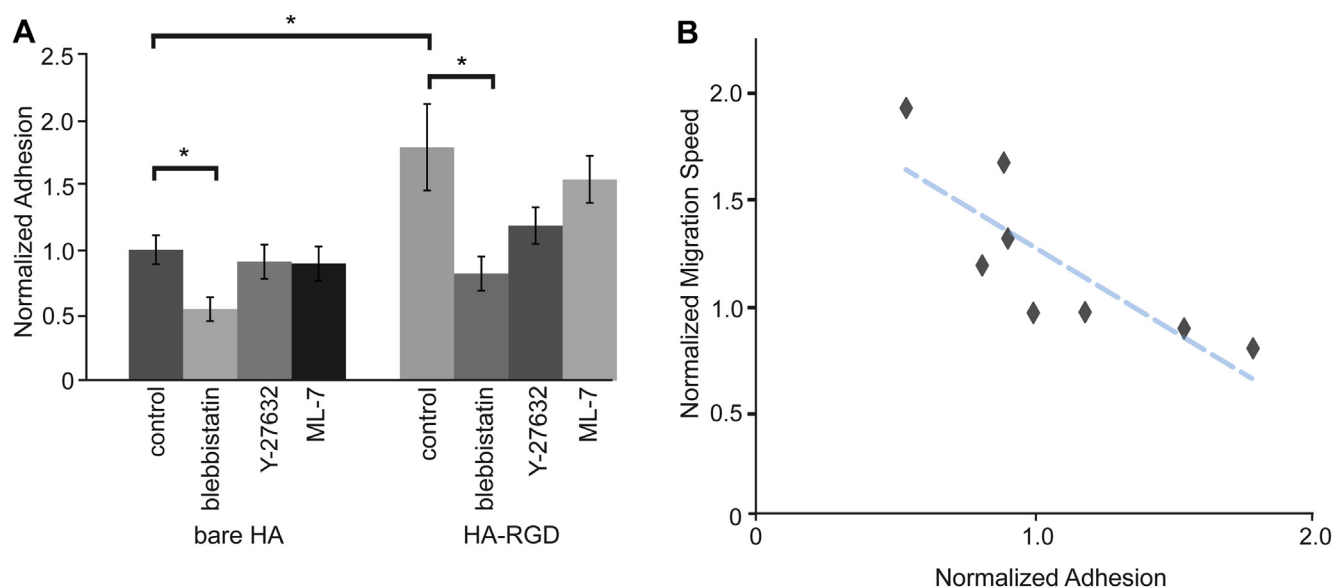 A
*
*
*
Normalized Adhesion
2.5
2.0
1.5
1.0
0.5
0
control
blebbistatin
Y-27632
ML-7
control
blebbistatin
Y-27632
ML-7
bare HA
HA-RGD
B
Normalized Migration Speed
2.0
1.5
1.0
0.5
0
0
1.0
2.0
Normalized Adhesion